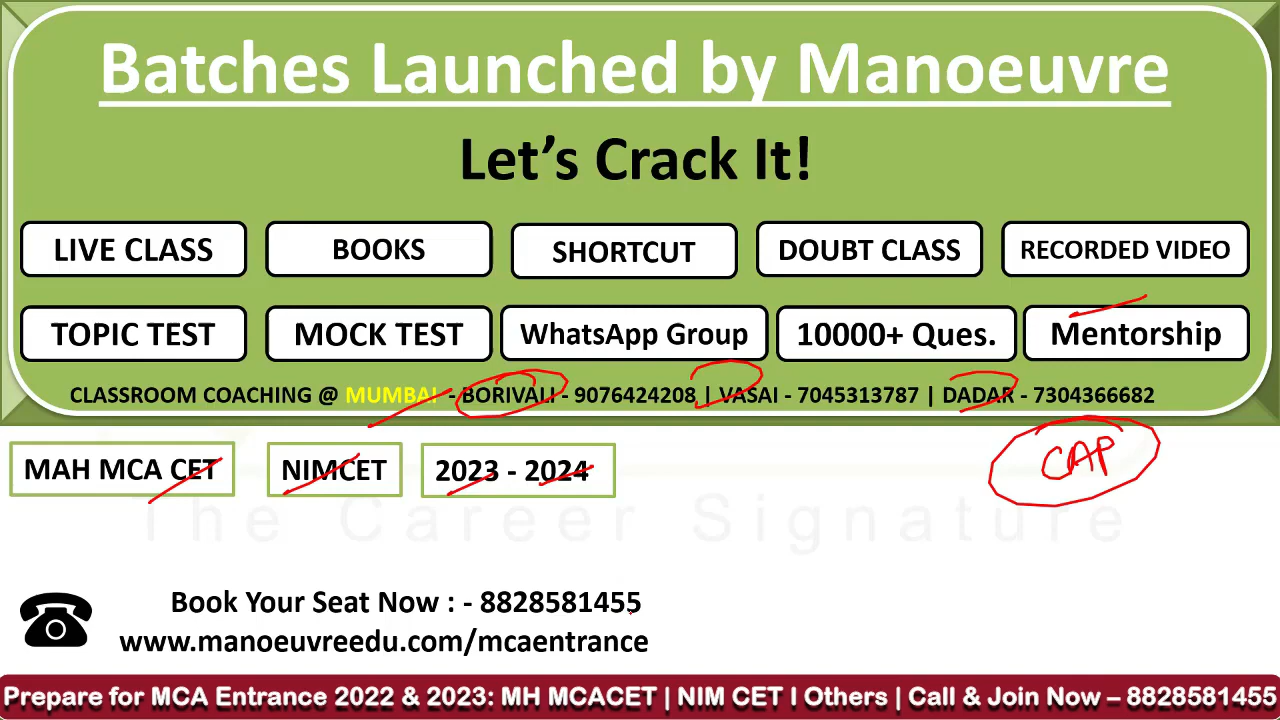 Batches Launched by Manoeuvre
Let's Crack It!
LIVE CLASS BOOKS SHORTCUT DOUBT CLASS RECORDED VIDEO
TOPIC TEST MOCK TEST WhatsApp Group 10000+ Ques. Mentorship
CLASSROOM COACHING @ MUMBAI - BORIVALI - 9076424208 | VASAI - 7045313787 | DADAR - 7304366682
MAH MCA CET NIMCET 2023 - 2024 CAP
The Career Signature
Book Your Seat Now : - 8828581455
www.manoeuvreedu.com/mcaentrance
Prepare for MCA Entrance 2022 & 2023: MH MCACET | NIM CET I Others | Call & Join Now – 8828581455